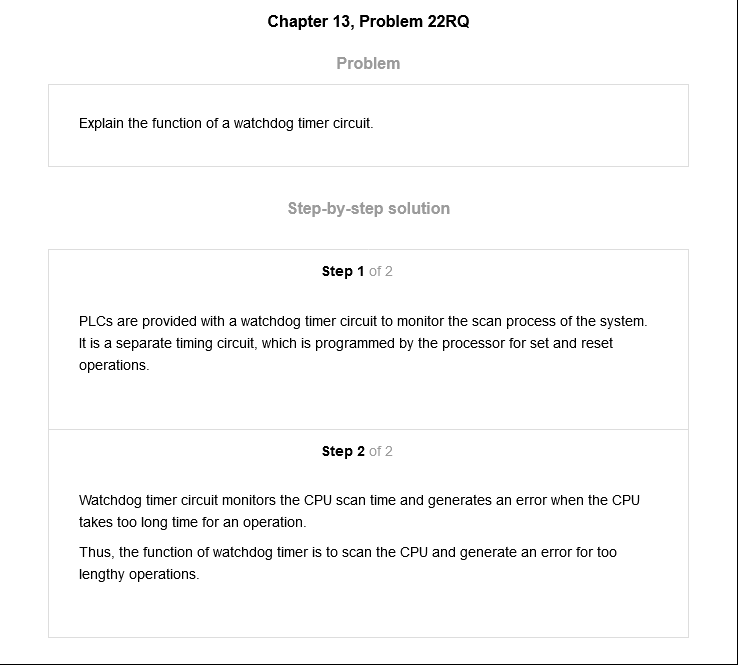 Chapter 13, Problem 22RQ
Problem
Explain the function of a watchdog timer circuit.
Step-by-step solution
Step 1 of 2
PLCs are provided with a watchdog timer circuit to monitor the scan process of the system.
It is a separate timing circuit, which is programmed by the processor for set and reset
operations.
Step 2 of 2
Watchdog timer circuit monitors the CPU scan time and generates an error when the CPU
takes too long time for an operation.
Thus, the function of watchdog timer is to scan the CPU and generate an error for too
lengthy operations.